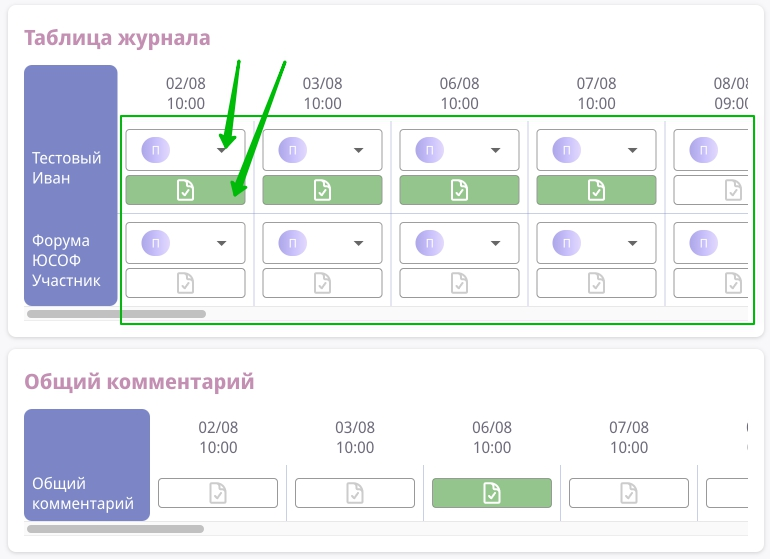 Таблица журнала
02/08 03/08 06/08 07/08 08/08
10:00 10:00 10:00 10:00 09:00
Тестовый
Иван
П П П П П
Форума
ЮСОФ
Участник
П П П П П
Общий комментарий
02/08 03/08 06/08 07/08
10:00 10:00 10:00 10:00
Общий
комментарий